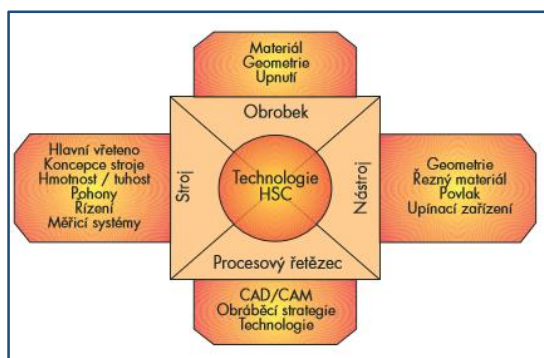 Materiál
Geometrie
Upnutí
Obrobek
Hlavní vřeteno
Koncepce stroje
Hmotnost / tuhost
Pohony
Řízení
Měřicí systémy
Stroj
Technologie
HSC
Nástroj
Geometrie
Řezný materiál
Povlak
Upínací zařízení
Procesový řetězec
CAD/CAM
Obráběcí strategie
Technologie